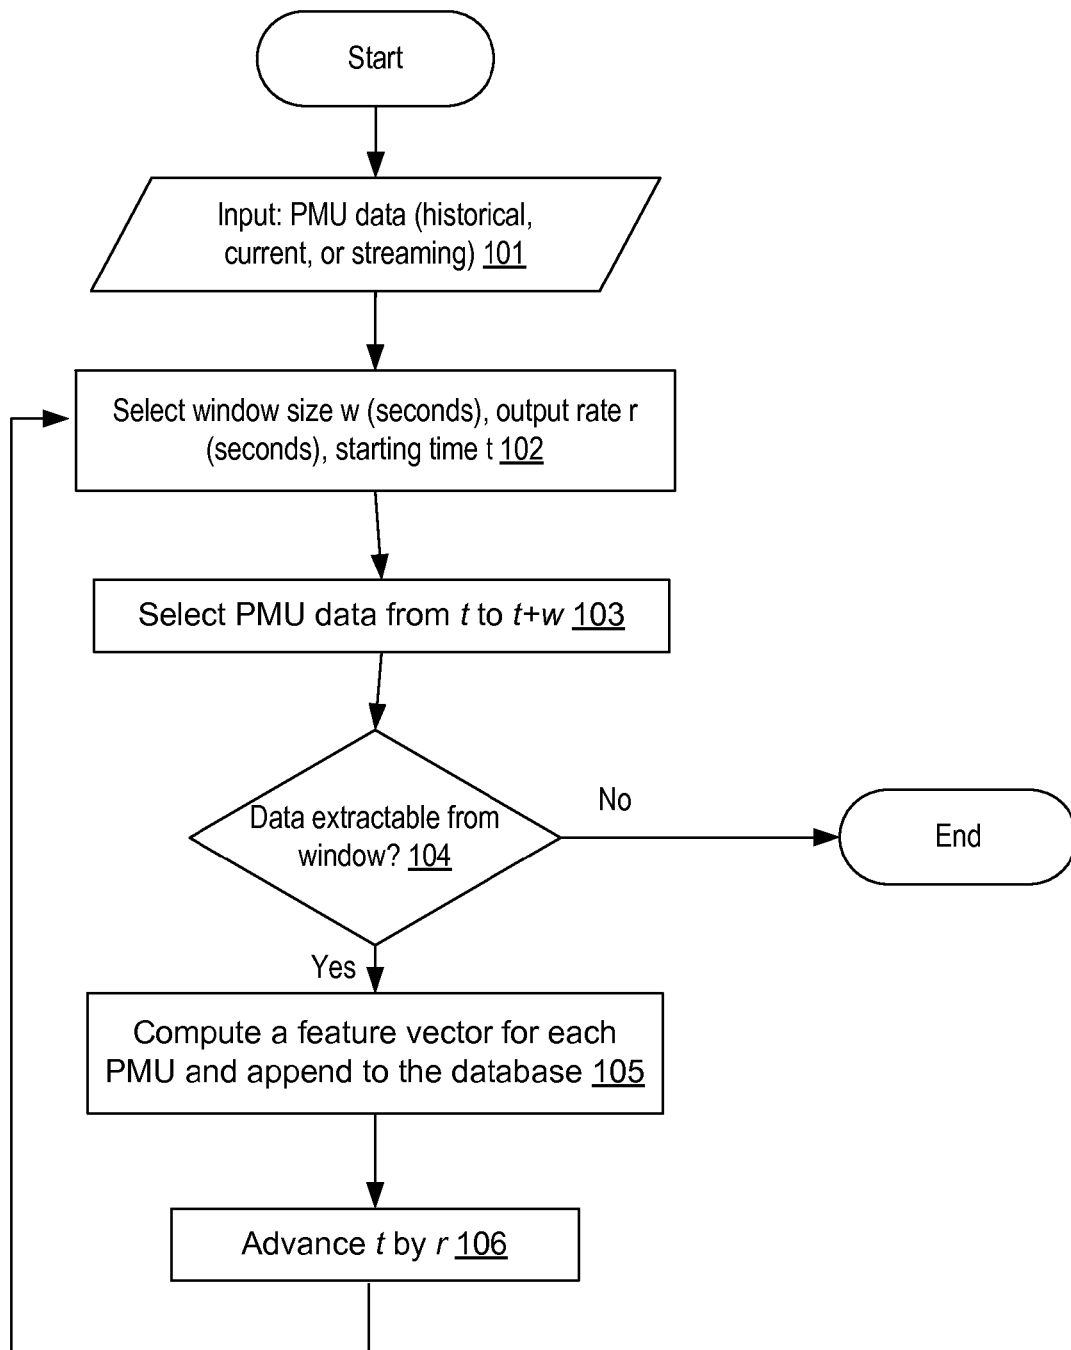 Start
Input: PMU data (historical,
current, or streaming) 101
Select window size w (seconds), output rate r
(seconds), starting time t 102
Select PMU data from t to t+w 103
Data extractable from
window? 104
No
End
Yes
Compute a feature vector for each
PMU and append to the database 105
Advance t by r 106